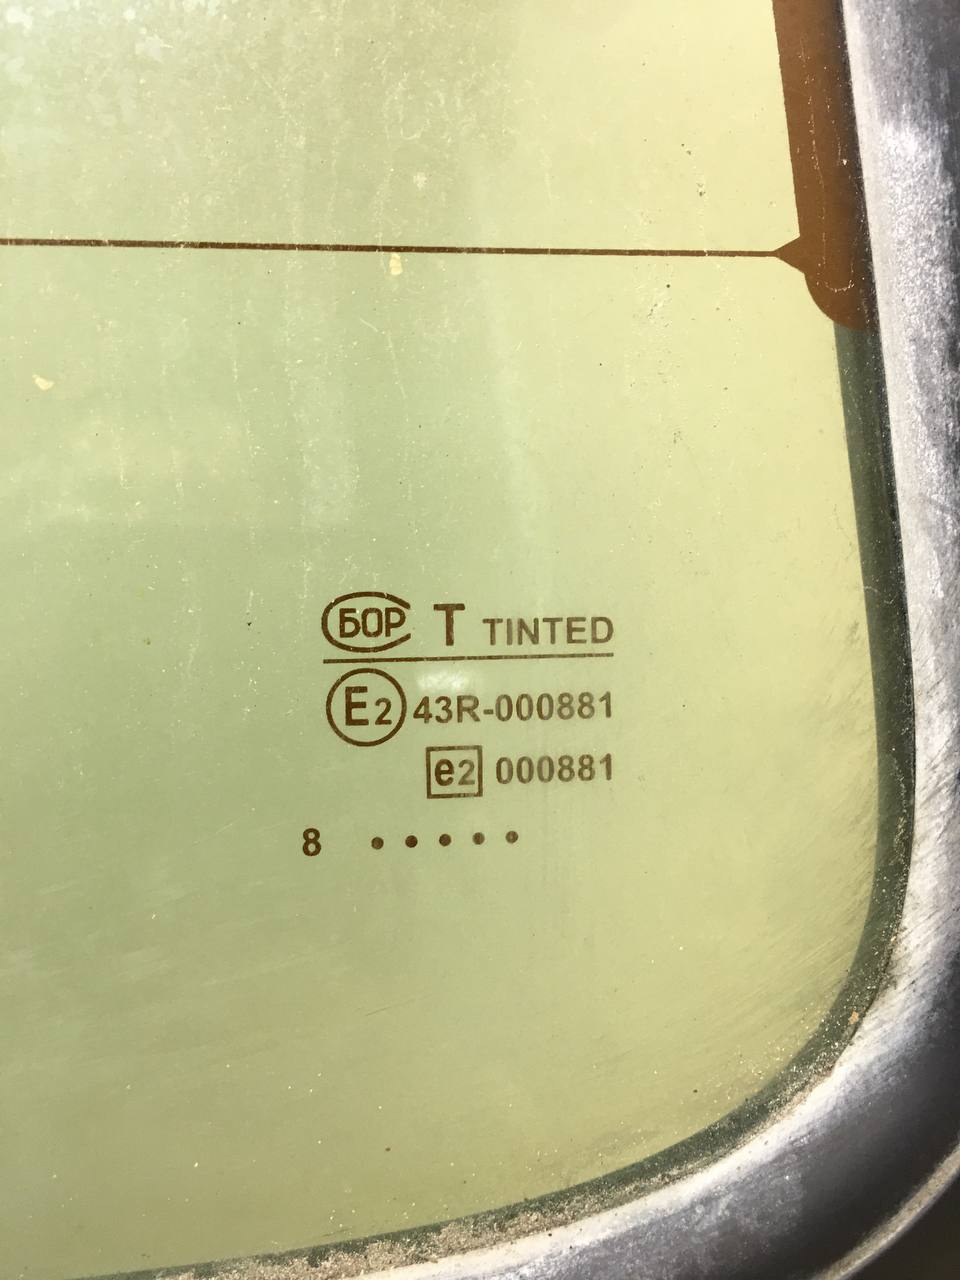 БОР T TINTED
E2 43R-000881
e2 000881
8 • • • • •